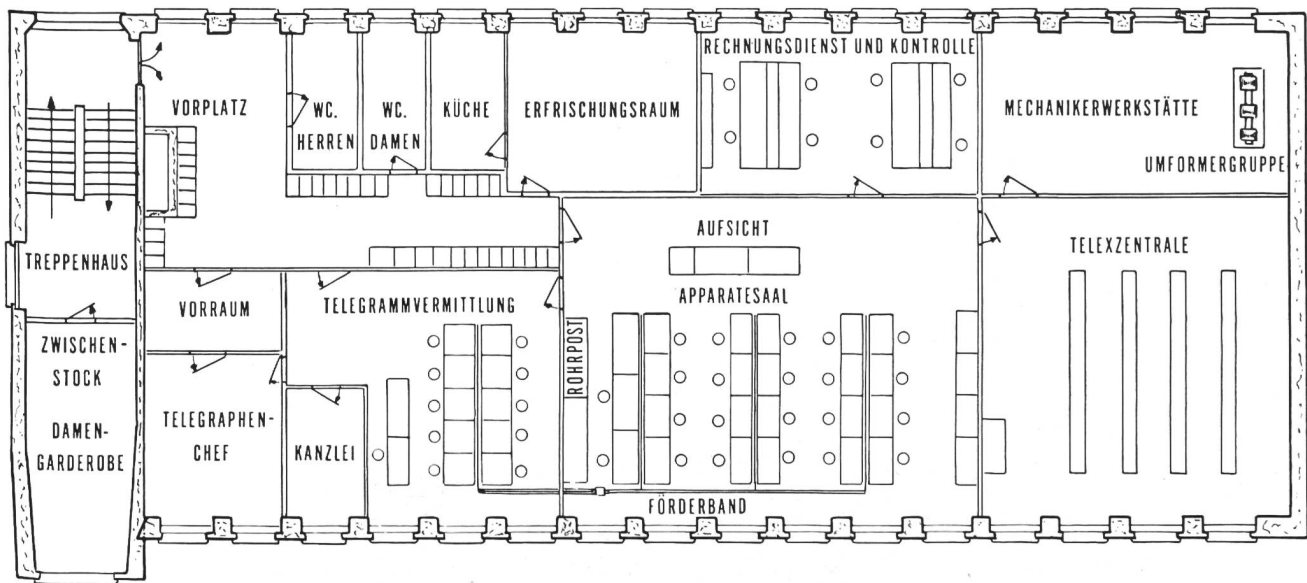 RECHNUNGSDIENST UND KONTROLLE
VORPLATZ
WC.
HERREN
WC.
DAMEN
KÜCHE
ERFRISCHUNGSRAUM
MECHANIKERWERKSTÄTTE
UMFORMERGRUPPE
TREPPENHAUS
AUFSICHT
TELEXZENTRALE
VORRAUM
TELEGRAMMVERMITTLUNG
APPARATESAAL
ROHRPOST
ZWISCHEN-
STOCK
DAMEN-
GARDEROBE
TELEGRAPHEN-
CHEF
KANZLEI
FÖRDERBAND